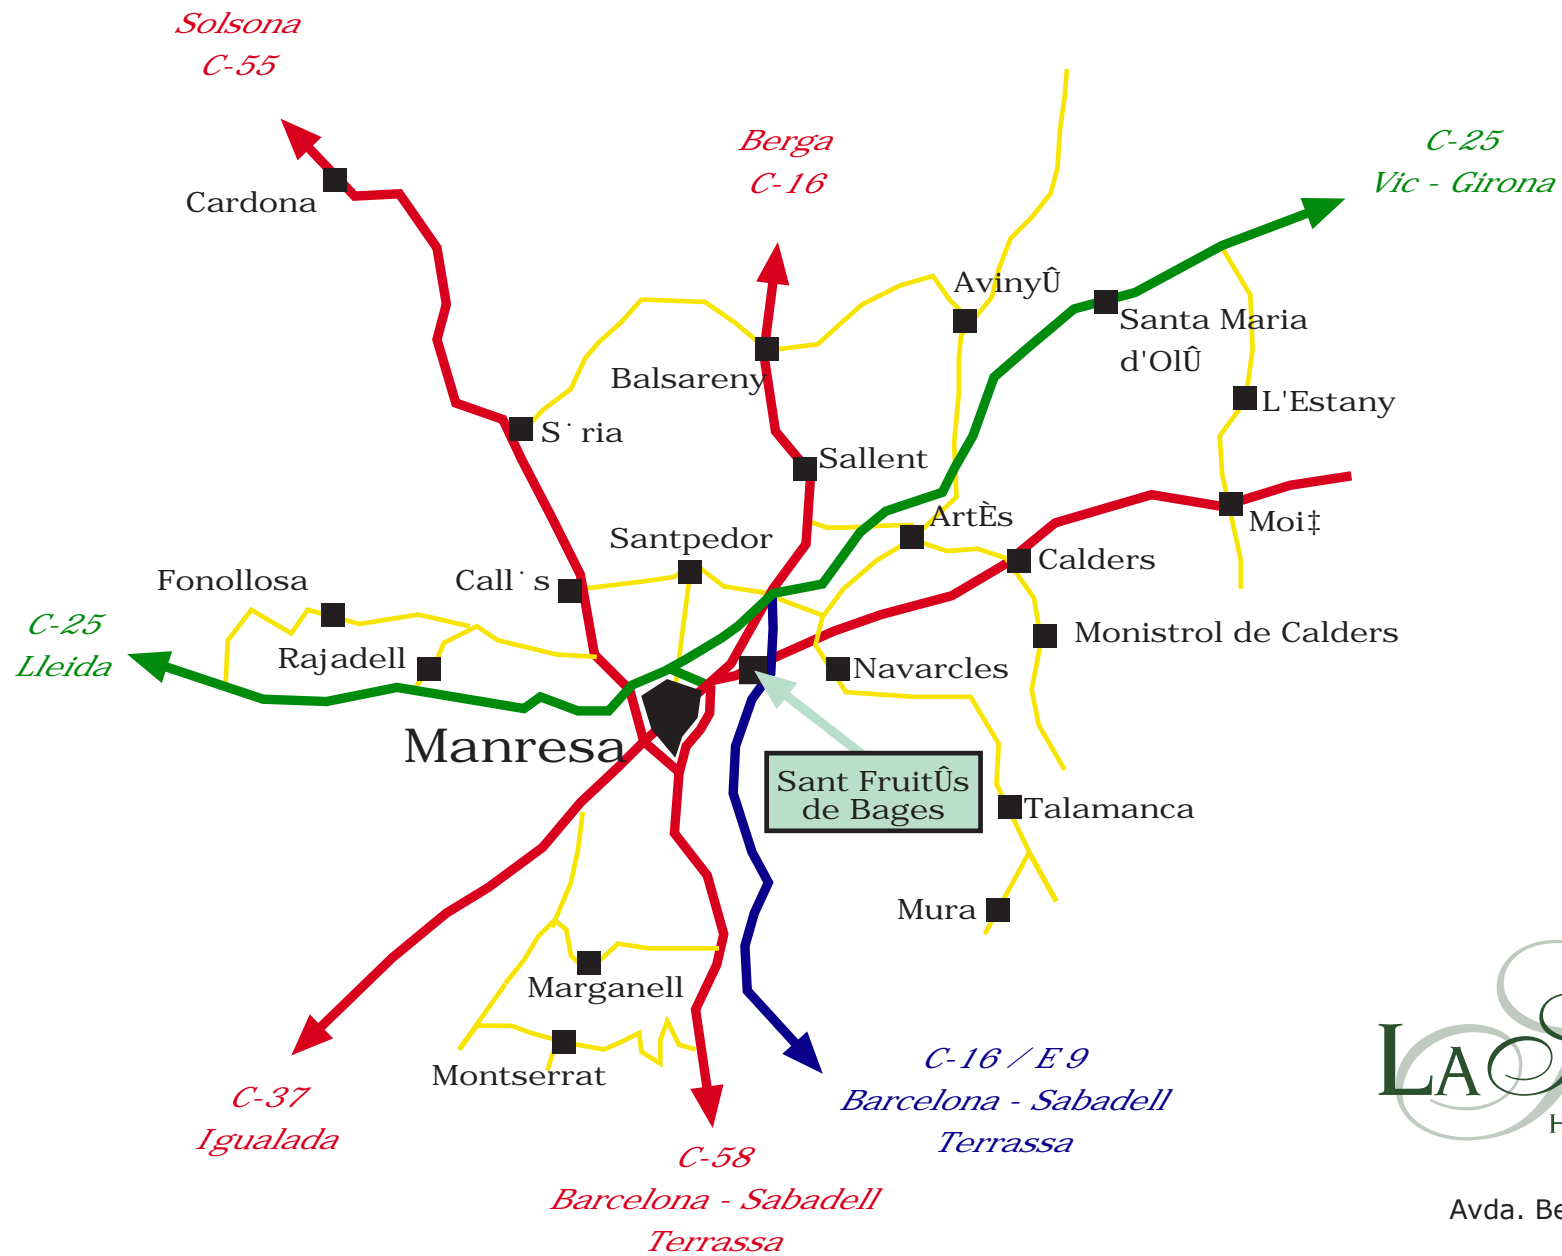 Solsona
C-55
Berga
C-16
C-25
Vic - Girona
Cardona
AvinyÛ
Santa Maria
d'OlÛ
Balsareny
L'Estany
S˙ria
Sallent
ArtÈs
Moi‡
Santpedor
Calders
Fonollosa
Call˙s
C-25
Lleida
Monistrol de Calders
Rajadell
Navarcles
Manresa
Sant FruitÛs
de Bages
Talamanca
Mura
Marganell
Montserrat
C-16 / E 9
Barcelona - Sabadell
Terrassa
C-37
Igualada
C-58
Barcelona - Sabadell
Terrassa
LA
H
Avda. Be